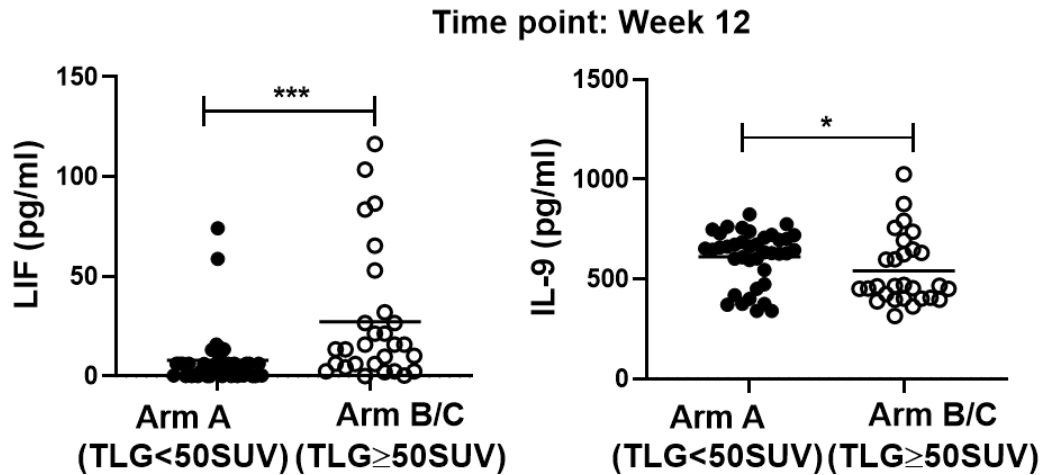 Time point: Week 12
LIF (pg/ml)
150
100
50
0
***
Arm A
(TLG<50SUV)
Arm B/C
(TLG≥50SUV)
IL-9 (pg/ml)
1500
1000
500
0
*
Arm A
(TLG<50SUV)
Arm B/C
(TLG≥50SUV)